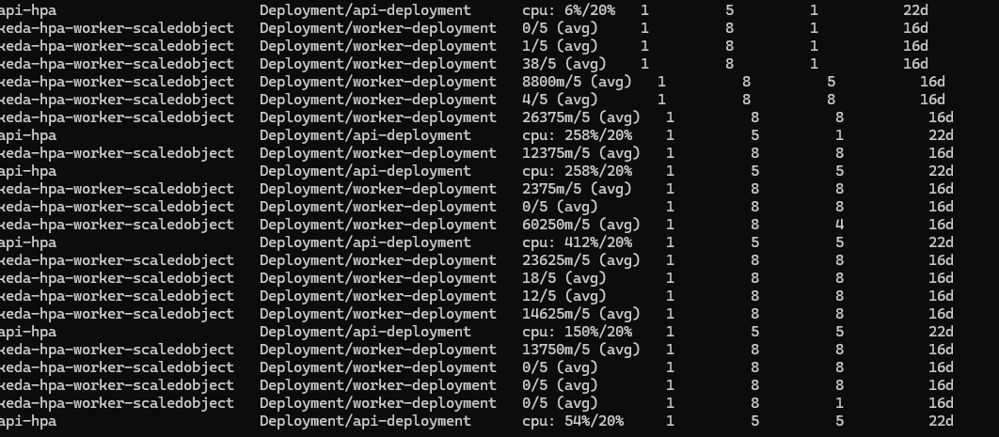 api-hpa Deployment/api-deployment cpu: 6%/20% 1 5 1 22d
keda-hpa-worker-scaledobject Deployment/worker-deployment 0/5 (avg) 1 8 1 16d
keda-hpa-worker-scaledobject Deployment/worker-deployment 1/5 (avg) 1 8 1 16d
keda-hpa-worker-scaledobject Deployment/worker-deployment 38/5 (avg) 1 8 1 16d
keda-hpa-worker-scaledobject Deployment/worker-deployment 8800m/5 (avg) 1 8 5 16d
keda-hpa-worker-scaledobject Deployment/worker-deployment 4/5 (avg) 1 8 8 16d
keda-hpa-worker-scaledobject Deployment/worker-deployment 26375m/5 (avg) 1 8 8 16d
api-hpa Deployment/api-deployment cpu: 258%/20% 1 5 1 22d
keda-hpa-worker-scaledobject Deployment/worker-deployment 12375m/5 (avg) 1 8 8 16d
api-hpa Deployment/api-deployment cpu: 258%/20% 1 5 5 22d
keda-hpa-worker-scaledobject Deployment/worker-deployment 2375m/5 (avg) 1 8 8 16d
keda-hpa-worker-scaledobject Deployment/worker-deployment 0/5 (avg) 1 8 8 16d
keda-hpa-worker-scaledobject Deployment/worker-deployment 60250m/5 (avg) 1 8 4 16d
api-hpa Deployment/api-deployment cpu: 412%/20% 1 5 5 22d
keda-hpa-worker-scaledobject Deployment/worker-deployment 23625m/5 (avg) 1 8 8 16d
keda-hpa-worker-scaledobject Deployment/worker-deployment 18/5 (avg) 1 8 8 16d
keda-hpa-worker-scaledobject Deployment/worker-deployment 12/5 (avg) 1 8 8 16d
keda-hpa-worker-scaledobject Deployment/worker-deployment 14625m/5 (avg) 1 8 8 16d
api-hpa Deployment/api-deployment cpu: 150%/20% 1 5 5 22d
keda-hpa-worker-scaledobject Deployment/worker-deployment 13750m/5 (avg) 1 8 8 16d
keda-hpa-worker-scaledobject Deployment/worker-deployment 0/5 (avg) 1 8 8 16d
keda-hpa-worker-scaledobject Deployment/worker-deployment 0/5 (avg) 1 8 8 16d
keda-hpa-worker-scaledobject Deployment/worker-deployment 0/5 (avg) 1 8 1 16d
api-hpa Deployment/api-deployment cpu: 54%/20% 1 5 5 22d